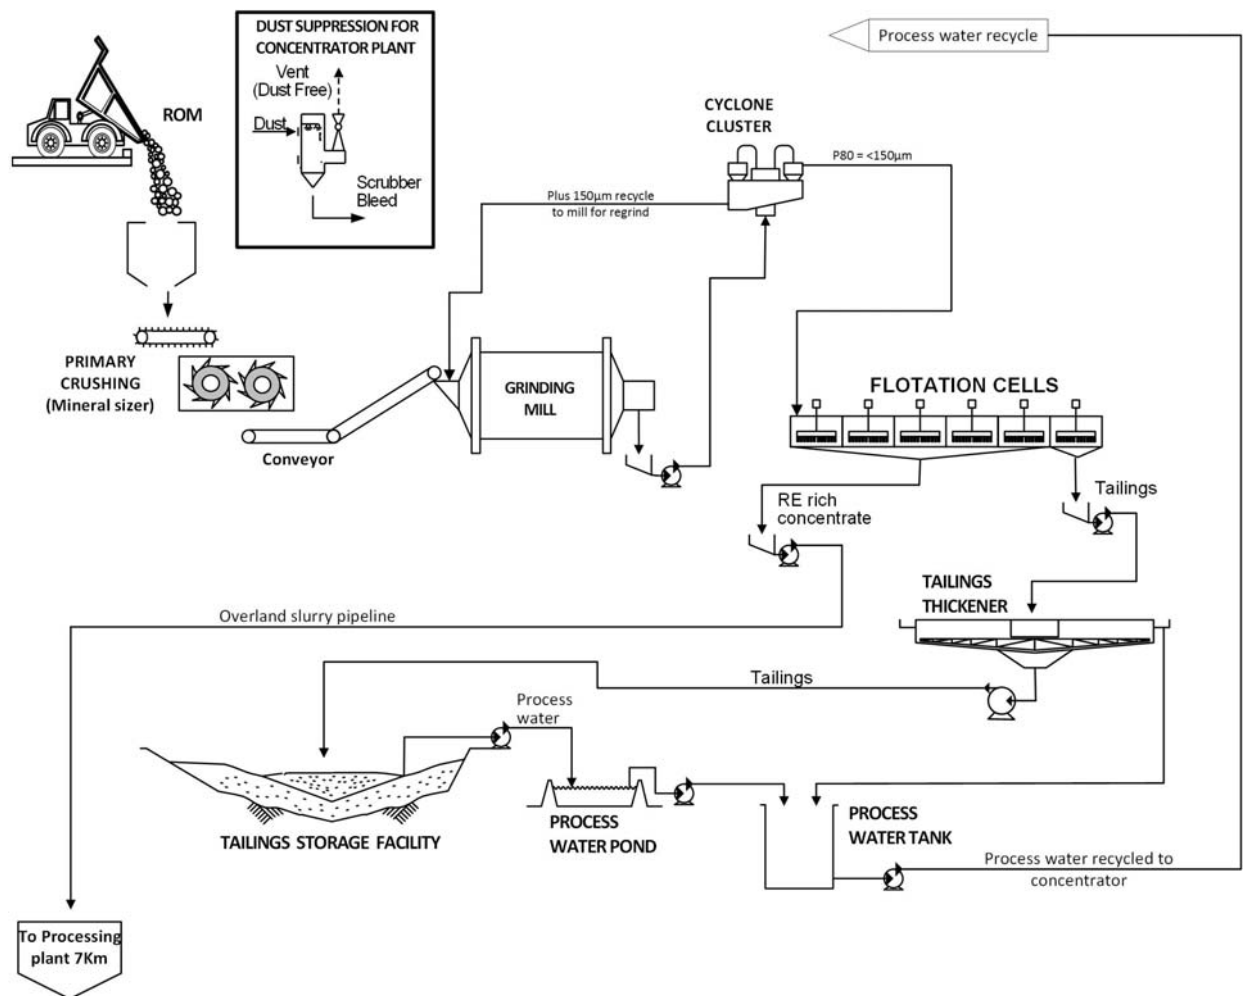 DUST SUPPRESSION FOR
CONCENTRATOR PLANT
Vent
(Dust Free)
Dust
Scrubber
Bleed
ROM
Process water recycle
CYCLONE
CLUSTER
P80 = <150µm
Plus 150µm recycle
to mill for regrind
PRIMARY
CRUSHING
(Mineral sizer)
Conveyor
GRINDING
MILL
FLOTATION CELLS
RE rich
concentrate
Tailings
TAILINGS
THICKENER
Overland slurry pipeline
Tailings
Process
water
TAILINGS STORAGE FACILITY
PROCESS
WATER POND
PROCESS
WATER TANK
Process water recycled to
concentrator
To Processing
plant 7Km